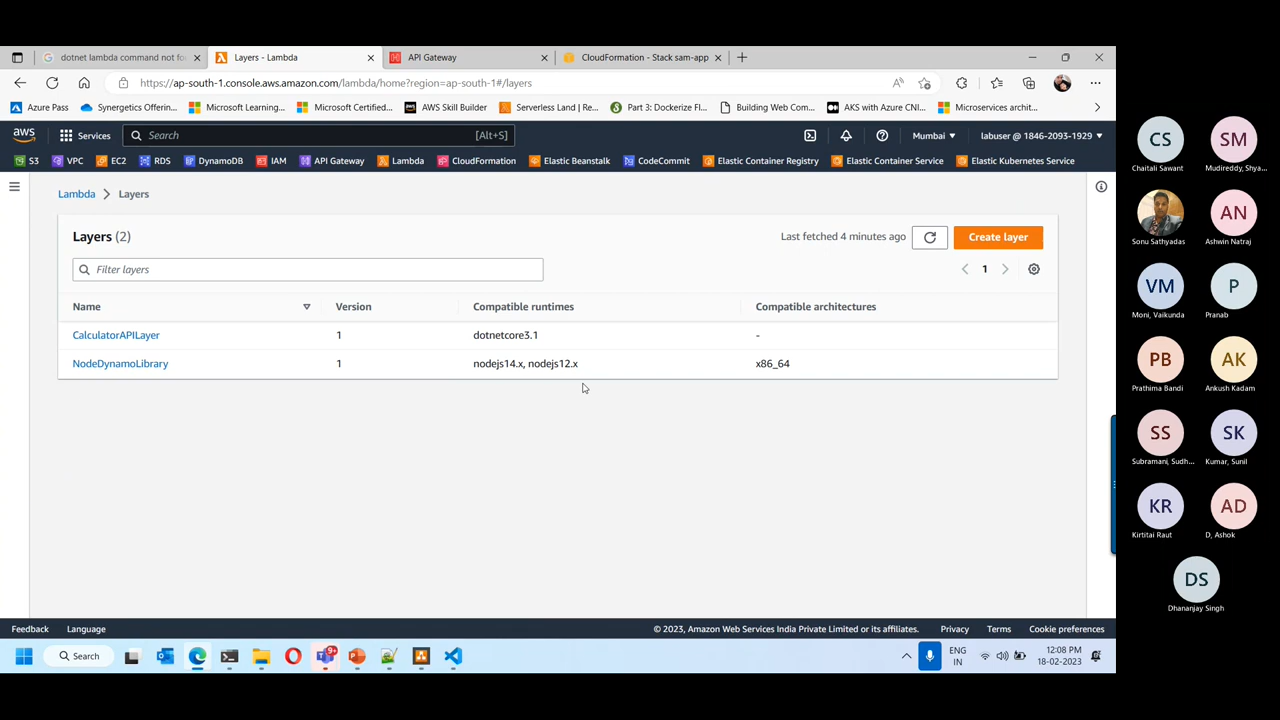 dotnet lambda command not fo
Layers - Lambda
API Gateway
CloudFormation - Stack sam-app
https://ap-south-1.console.aws.amazon.com/lambda/home?region=ap-south-1#/layers
Azure Pass
Synergetics Offerin...
Microsoft Learning...
Microsoft Certified...
AWS Skill Builder
Serverless Land | Re...
Part 3: Dockerize Fl...
Building Web Com...
AKS with Azure CNI...
Microservices archit...
aws
Services
Search
[Alt+S]
Mumbai
labuser @ 1846-2093-1929
S3
VPC
EC2
RDS
DynamoDB
IAM
API Gateway
Lambda
CloudFormation
Elastic Beanstalk
CodeCommit
Elastic Container Registry
Elastic Container Service
Elastic Kubernetes Service
Lambda
Layers
Layers (2)
Last fetched 4 minutes ago
Create layer
Filter layers
1
Name
Version
Compatible runtimes
Compatible architectures
CalculatorAPILayer
1
dotnetcore3.1
-
NodeDynamoLibrary
1
nodejs14.x, nodejs12.x
x86_64
Feedback
Language
© 2023, Amazon Web Services India Private Limited or its affiliates.
Privacy
Terms
Cookie preferences
Search
9+
ENG
IN
12:08 PM
18-02-2023
CS
Chaitali Sawant
SM
Mudireddy, Shya...
Sonu Sathyadas
AN
Ashwin Natraj
VM
Moni, Vaikunda
P
Pranab
PB
Prathima Bandi
AK
Ankush Kadam
SS
Subramani, Sudh...
SK
Kumar, Sunil
KR
Kirtitai Raut
AD
D, Ashok
DS
Dhananjay Singh